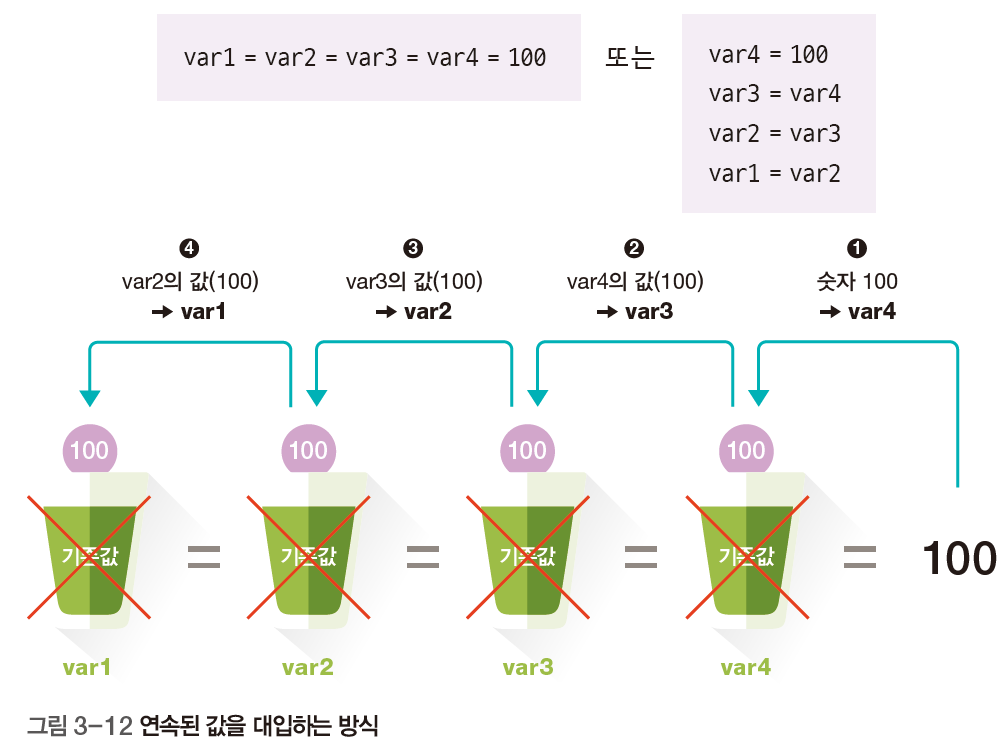 var1 = var2 = var3 = var4 = 100
또는
var4 = 100
var3 = var4
var2 = var3
var1 = var2
❹
var2의 값(100)
➞ var1
❸
var3의 값(100)
➞ var2
❷
var4의 값(100)
➞ var3
❶
숫자 100
➞ var4
100
100
100
100
기존값
=
기존값
=
기존값
=
기존값
=
100
var1
var2
var3
var4
그림 3-12 연속된 값을 대입하는 방식